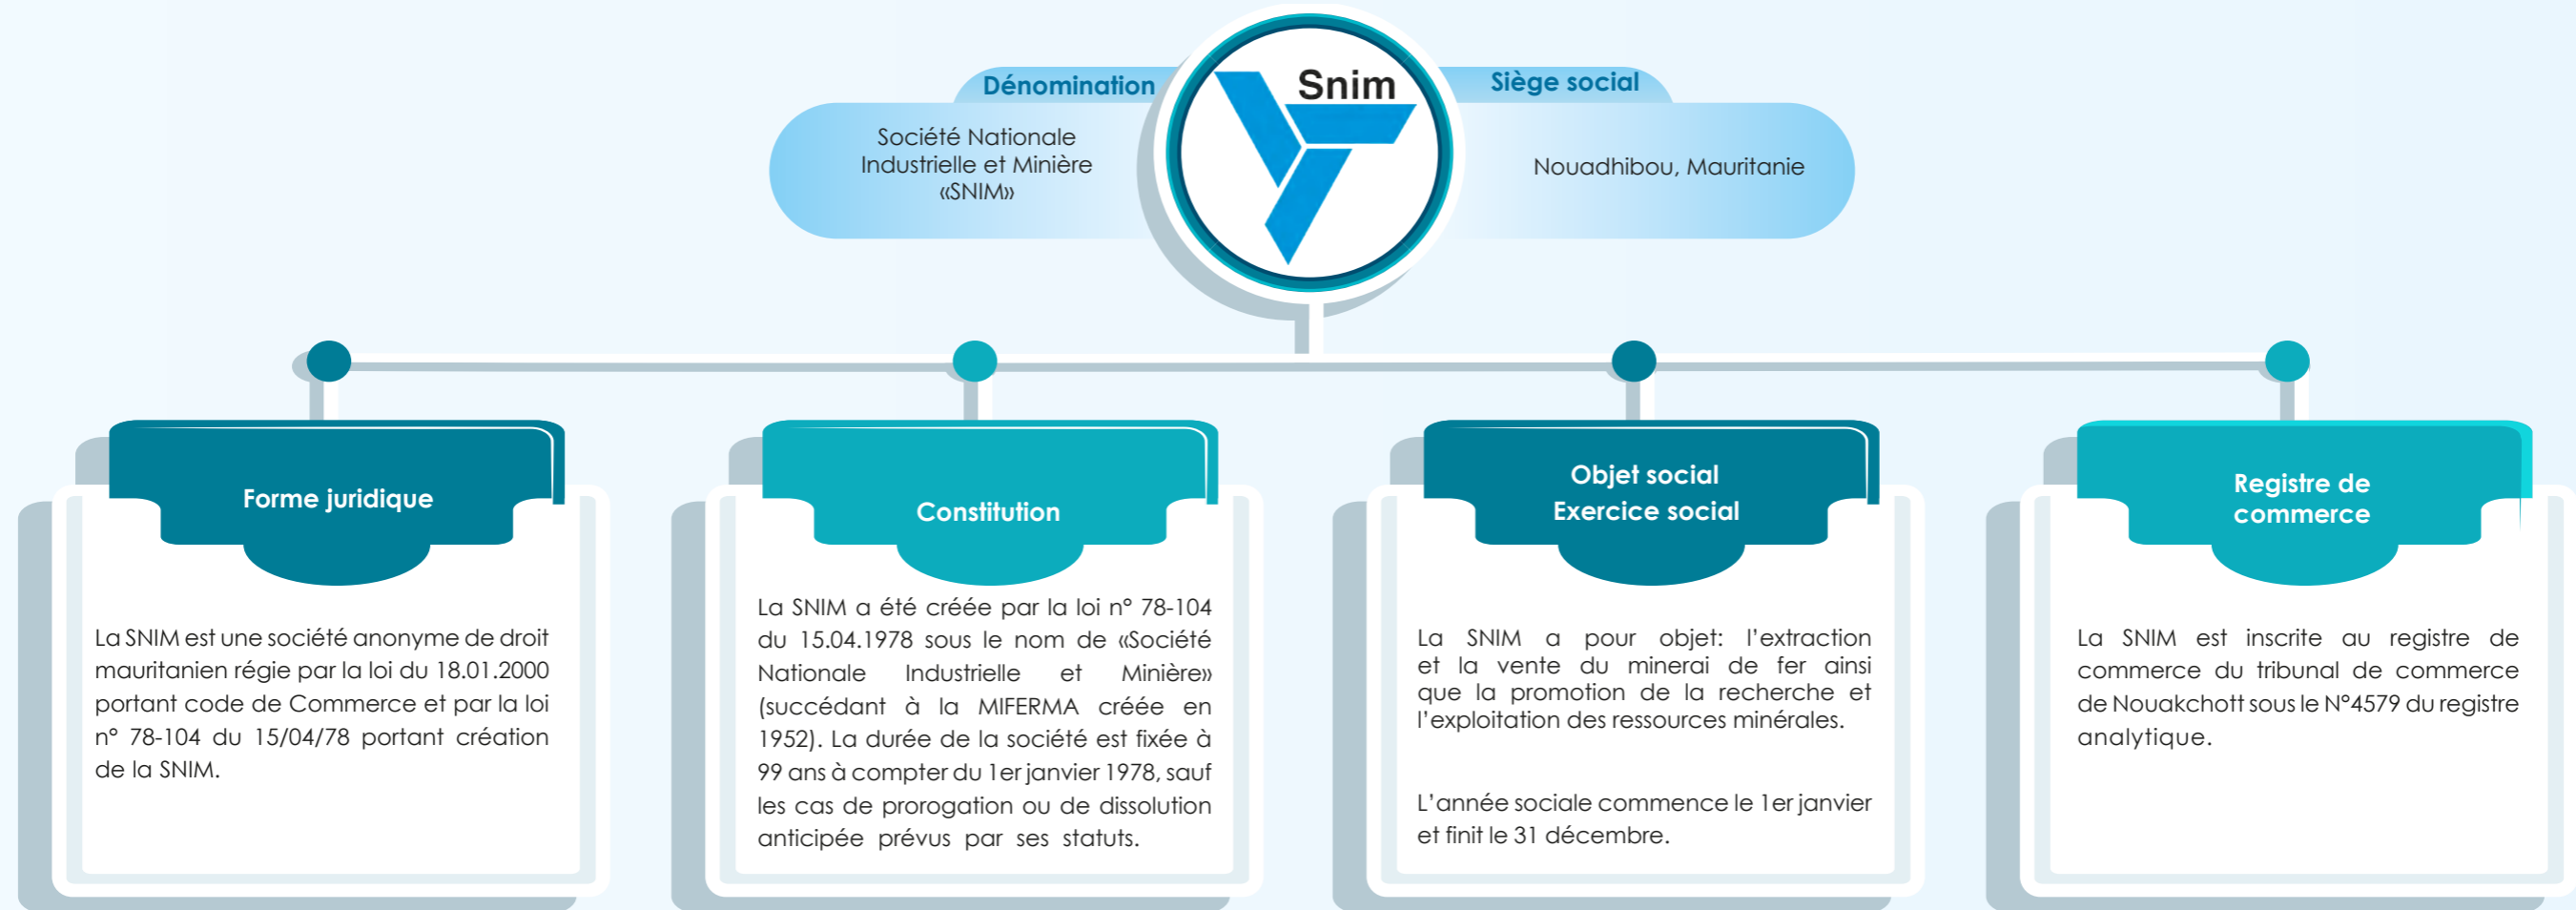 Dénomination
Société Nationale
Industrielle et Minière
«SNIM»
Snim
Siège social
Nouadhibou, Mauritanie
Forme juridique
La SNIM est une société anonyme de droit
mauritanien régie par la loi du 18.01.2000
portant code de Commerce et par la loi
n° 78-104 du 15/04/78 portant création
de la SNIM.
Constitution
La SNIM a été créée par la loi n° 78-104
du 15.04.1978 sous le nom de «Société
Nationale Industrielle et Minière»
(succédant à la MIFERMA créée en
1952). La durée de la société est fixée à
99 ans à compter du 1er janvier 1978, sauf
les cas de prorogation ou de dissolution
anticipée prévus par ses statuts.
Objet social
Exercice social
La SNIM a pour objet: l’extraction
et la vente du minerai de fer ainsi
que la promotion de la recherche et
l’exploitation des ressources minérales.
L’année sociale commence le 1er janvier
et finit le 31 décembre.
Registre de
commerce
La SNIM est inscrite au registre de
commerce du tribunal de commerce
de Nouakchott sous le N°4579 du registre
analytique.